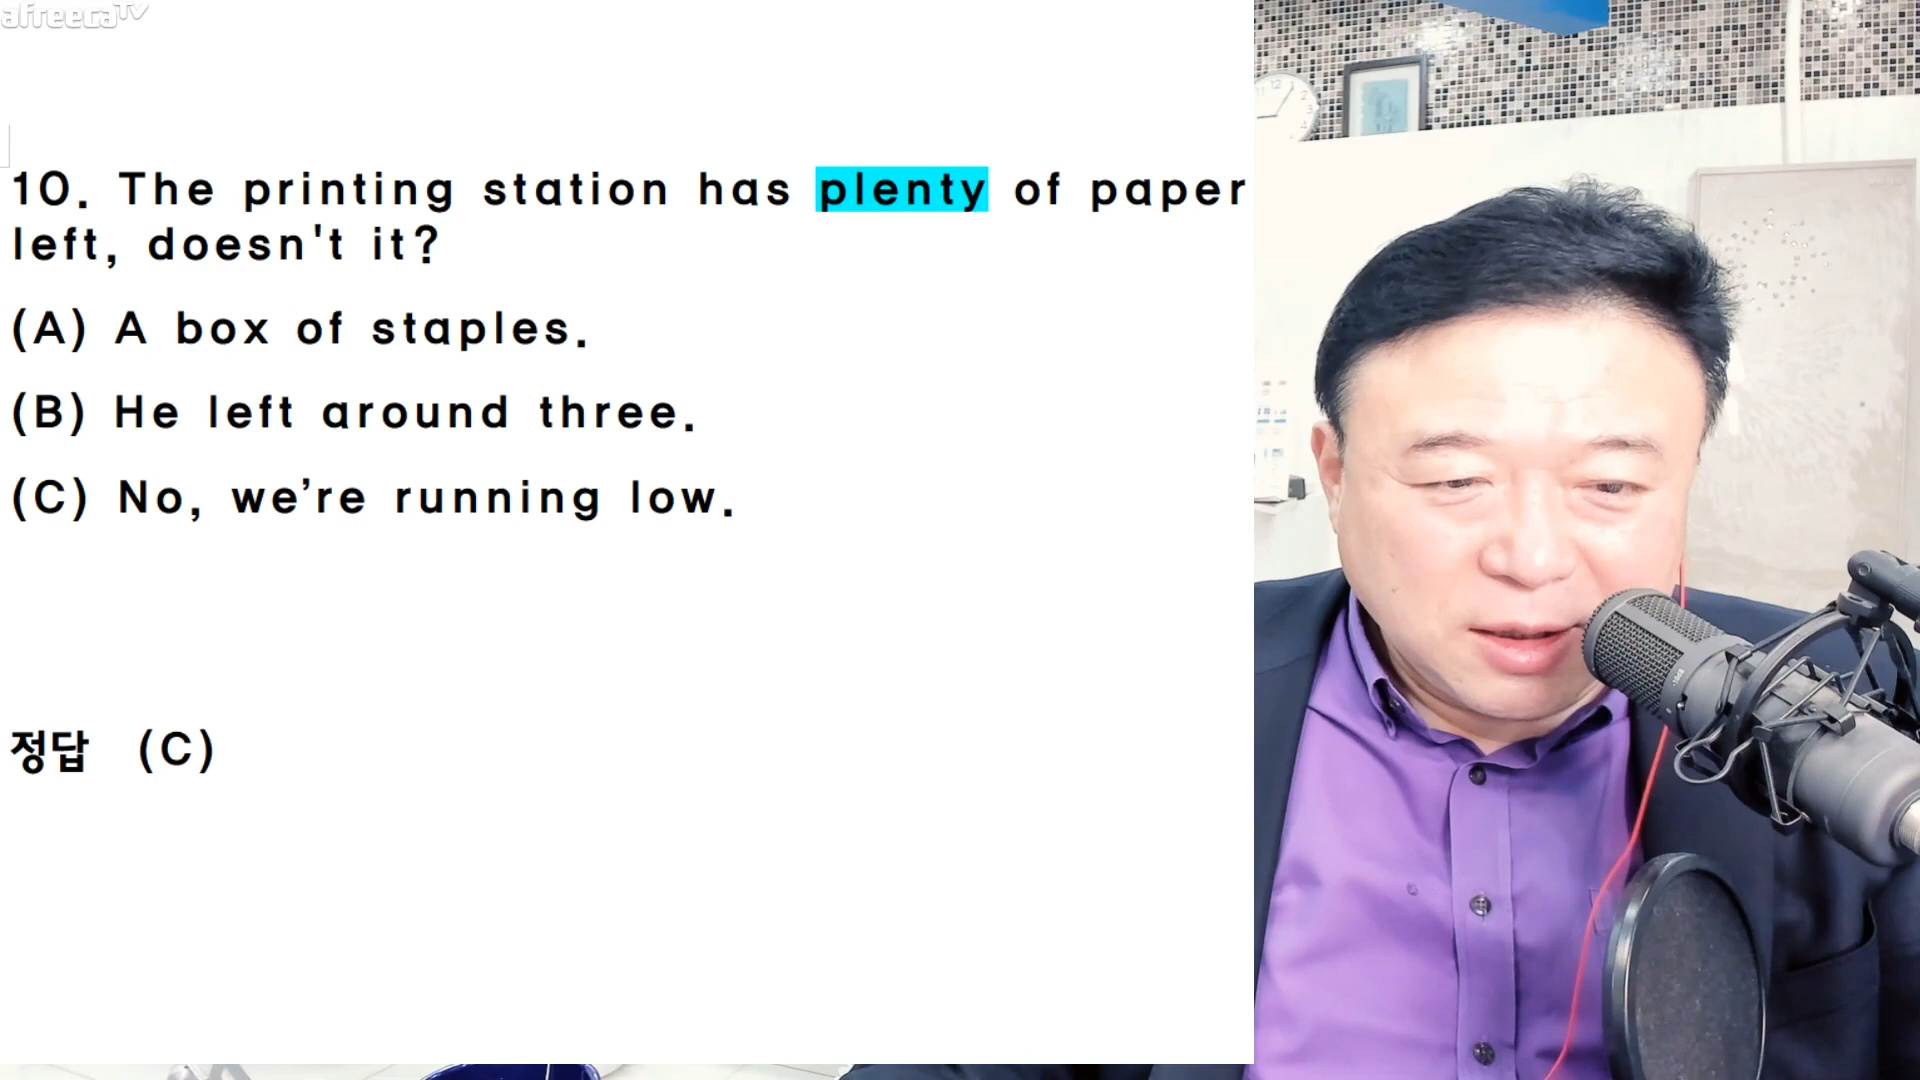 afreecaTV
10. The printing station has plenty of paper
left, doesn't it?
(A) A box of staples.
(B) He left around three.
(C) No, we're running low.
정답 (C)